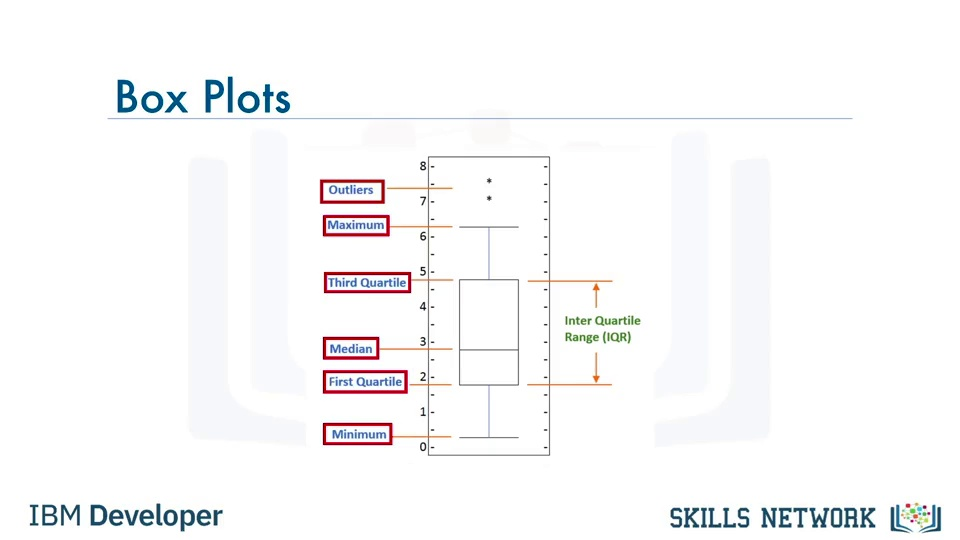 Box Plots
8
Outliers
*
7
*
Maximum
6
5
Third Quartile
4
Inter Quartile
Range (IQR)
3
Median
2
First Quartile
1
Minimum
0
IBM Developer
SKILLS NETWORK